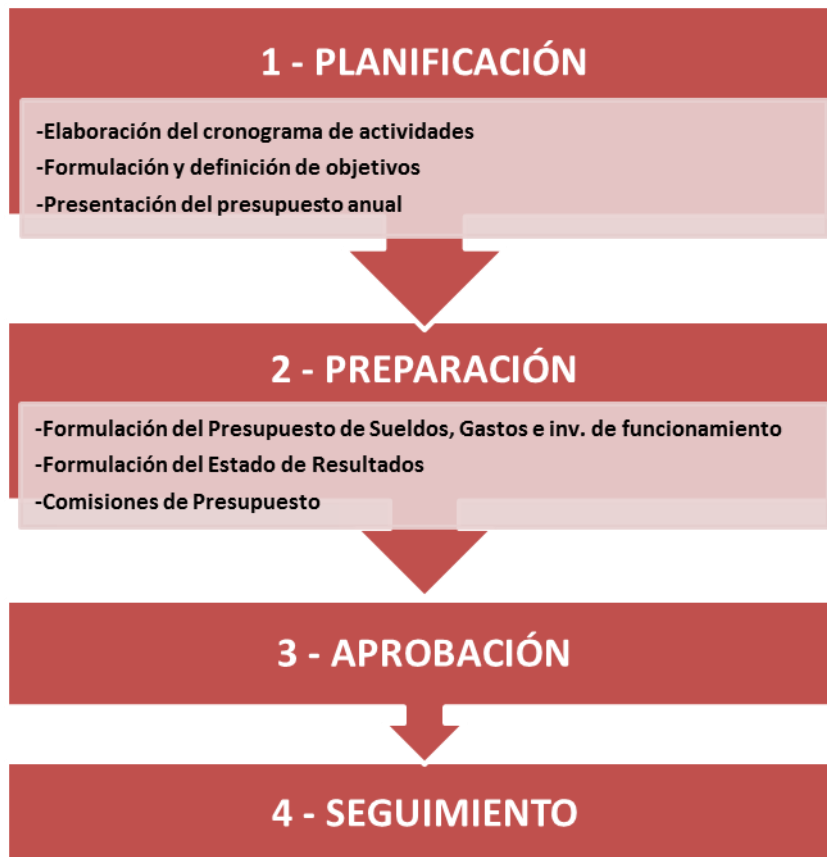 1 - PLANIFICACIÓN
-Elaboración del cronograma de actividades
-Formulación y definición de objetivos
-Presentación del presupuesto anual
2 - PREPARACIÓN
-Formulación del Presupuesto de Sueldos, Gastos e inv. de funcionamiento
-Formulación del Estado de Resultados
-Comisiones de Presupuesto
3 - APROBACIÓN
4 - SEGUIMIENTO